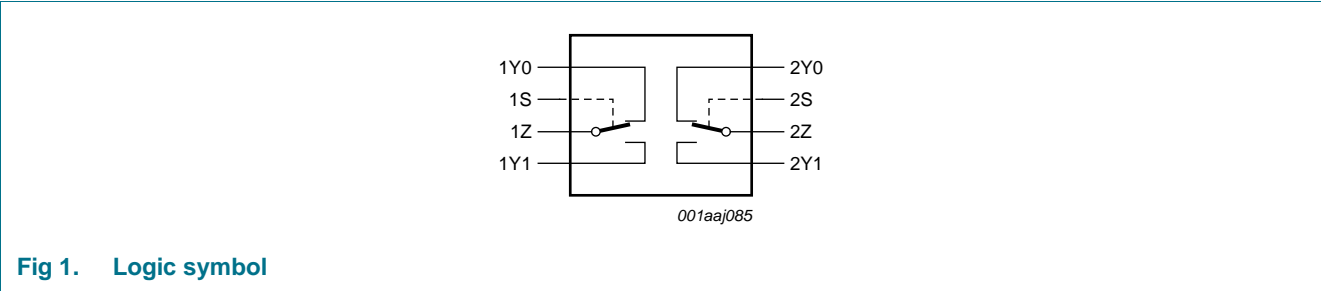 1Y0 2Y0
1S 2S
1Z 2Z
1Y1 2Y1
001aaj085
Fig 1. Logic symbol